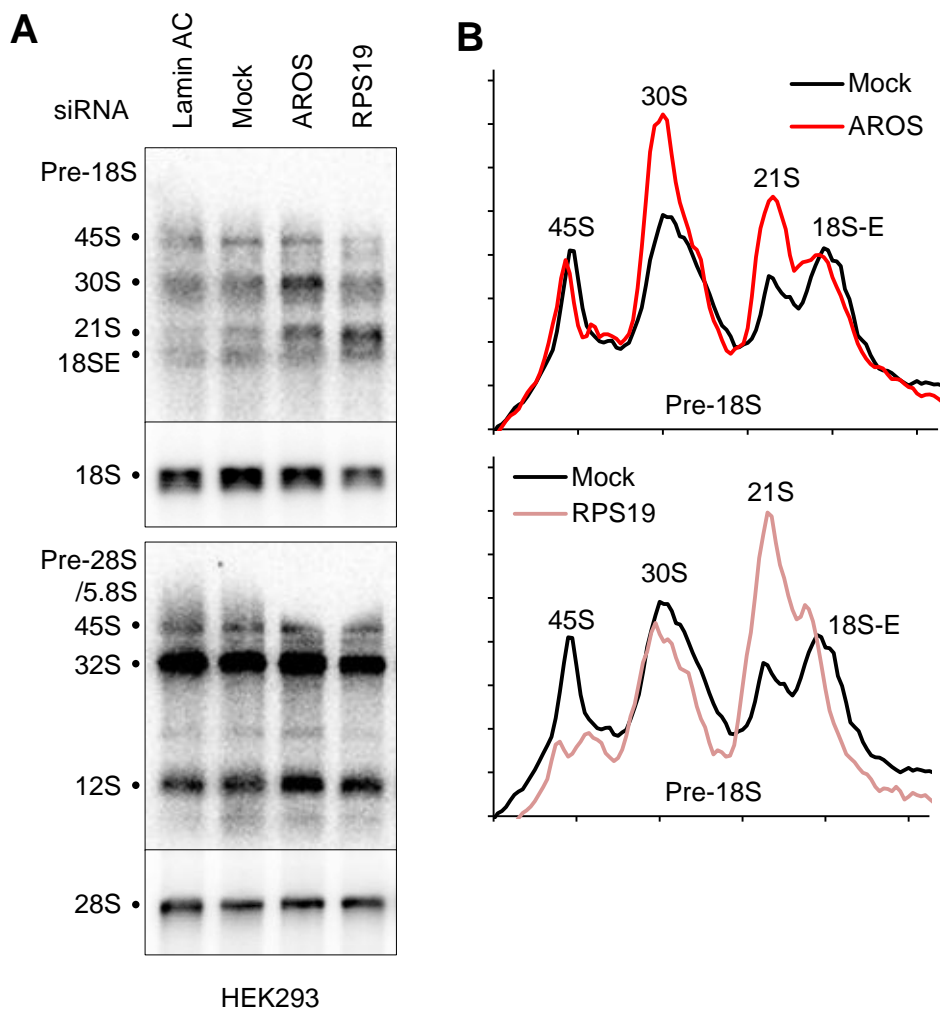 A
siRNA
Lamin AC
Mock
AROS
RPS19
Pre-18S
45S
30S
21S
18SE
18S
Pre-28S
/5.8S
45S
32S
12S
28S
HEK293
B
Mock
AROS
45S
30S
21S
18S-E
Pre-18S
Mock
RPS19
45S
30S
21S
18S-E
Pre-18S